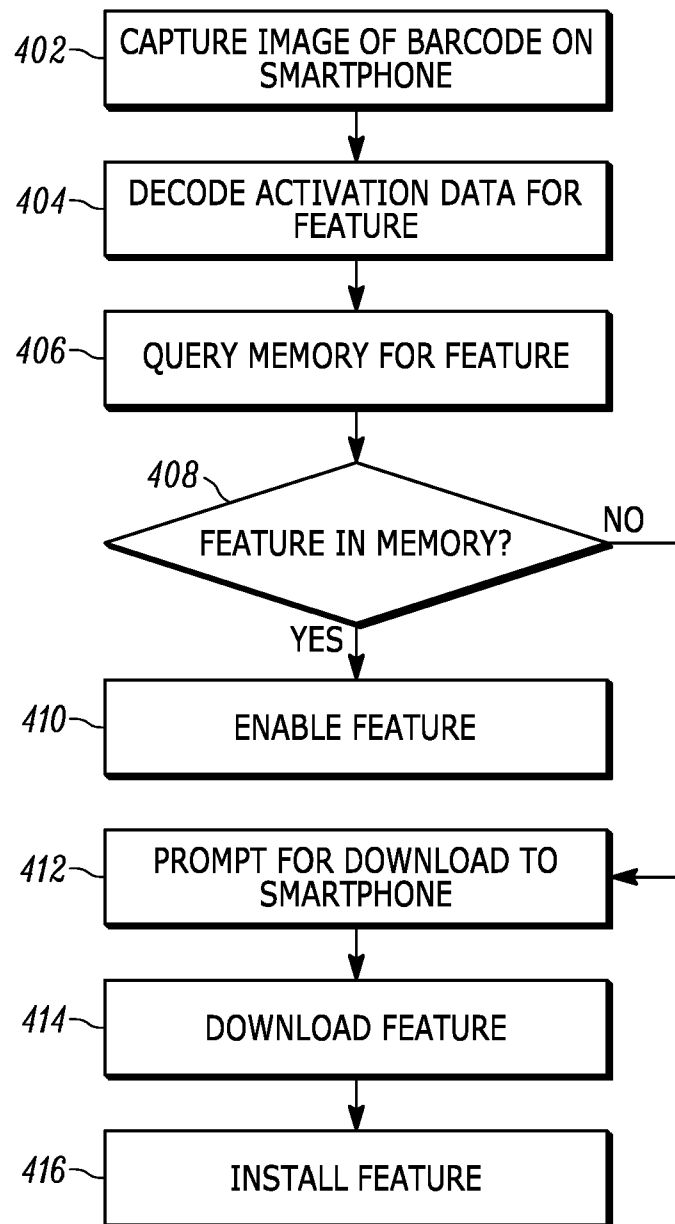 402
CAPTURE IMAGE OF BARCODE ON
SMARTPHONE
404
DECODE ACTIVATION DATA FOR
FEATURE
406
QUERY MEMORY FOR FEATURE
408
FEATURE IN MEMORY?
NO
YES
410
ENABLE FEATURE
412
PROMPT FOR DOWNLOAD TO
SMARTPHONE
414
DOWNLOAD FEATURE
416
INSTALL FEATURE